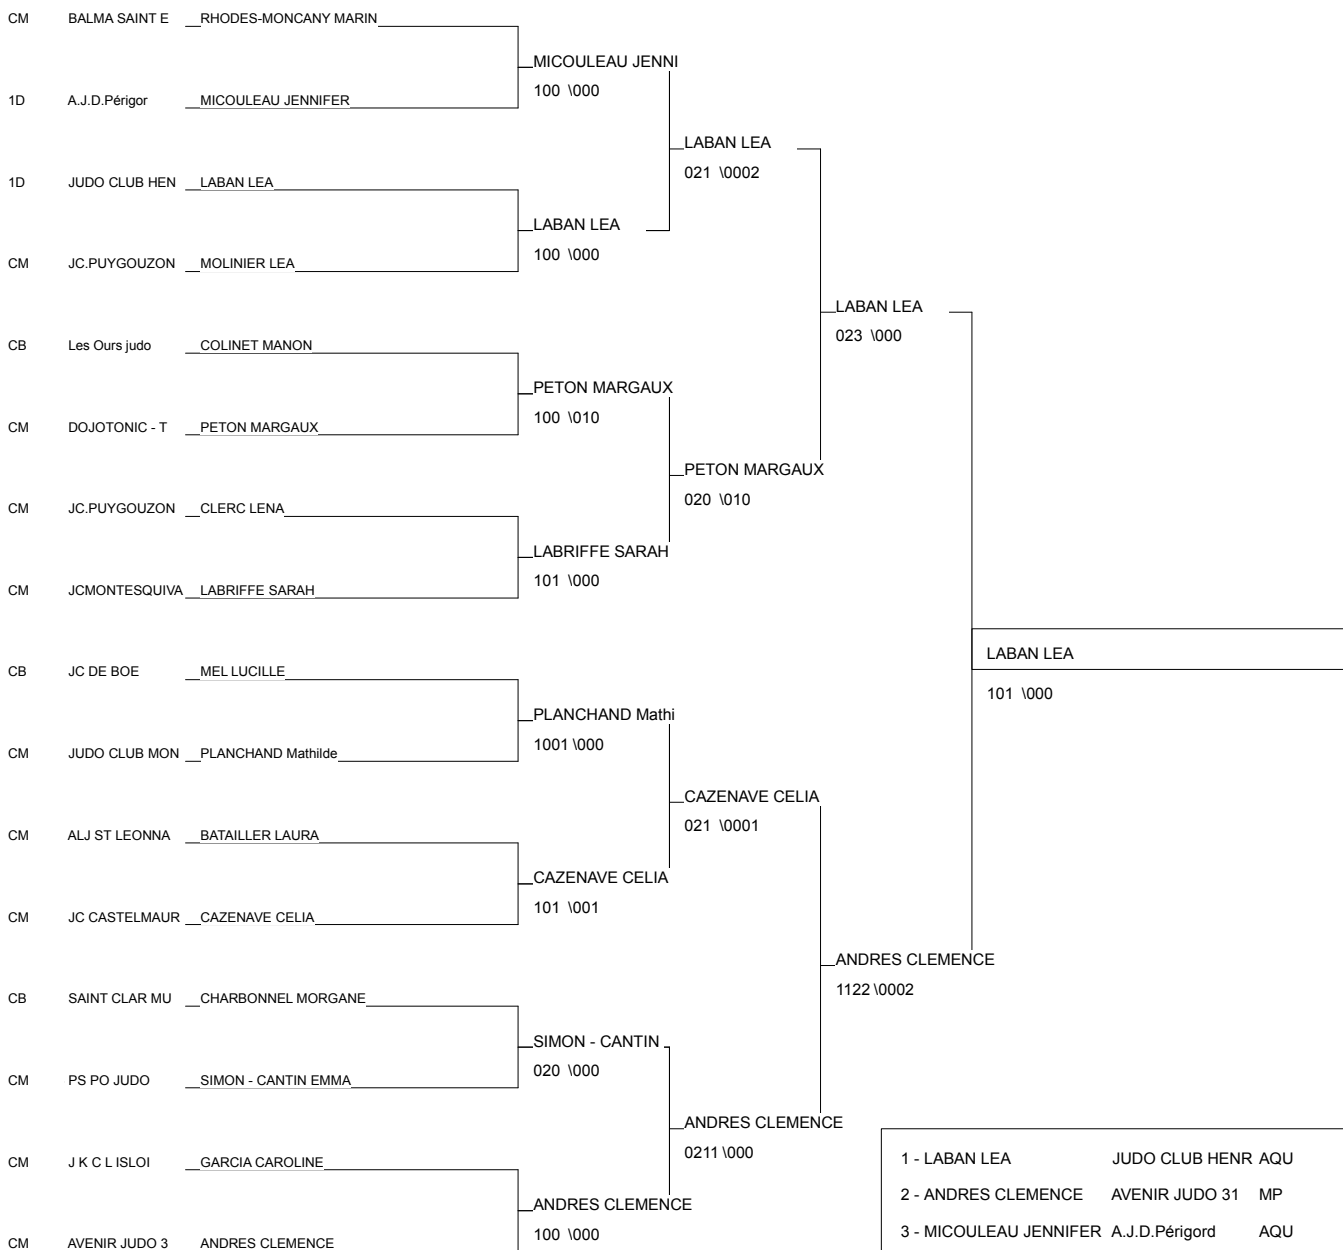 CM BALMA SAINT E RHODES-MONCANY MARIN
MICOULEAU JENNI
100 \000
1D A.J.D.Périgor MICOULEAU JENNIFER
LABAN LEA
021 \0002
1D JUDO CLUB HEN LABAN LEA
LABAN LEA
100 \000
CM JC.PUYGOUZON MOLINIER LEA
LABAN LEA
023 \000
CB Les Ours judo COLINET MANON
PETON MARGAUX
100 \010
CM DOJOTONIC - T PETON MARGAUX
PETON MARGAUX
020 \010
CM JC.PUYGOUZON CLERC LENA
LABRIFFE SARAH
101 \000
CM JCMONTESQUIVA LABRIFFE SARAH
LABAN LEA
101 \000
CB JC DE BOE MEL LUCILLE
PLANCHAND Mathi
1001 \000
CM JUDO CLUB MON PLANCHAND Mathilde
CAZENAVE CELIA
021 \0001
CM ALJ ST LEONNA BATAILLER LAURA
CAZENAVE CELIA
101 \001
CM JC CASTELMAUR CAZENAVE CELIA
ANDRES CLEMENCE
1122 \0002
CB SAINT CLAR MU CHARBONNEL MORGANE
SIMON - CANTIN
020 \000
CM PS PO JUDO SIMON - CANTIN EMMA
ANDRES CLEMENCE
0211 \000
CM J K C L ISLOI GARCIA CAROLINE
ANDRES CLEMENCE
100 \000
CM AVENIR JUDO 3 ANDRES CLEMENCE
1 - LABAN LEA JUDO CLUB HENR AQU
2 - ANDRES CLEMENCE AVENIR JUDO 31 MP
3 - MICOULEAU JENNIFER A.J.D.Périgord AQU